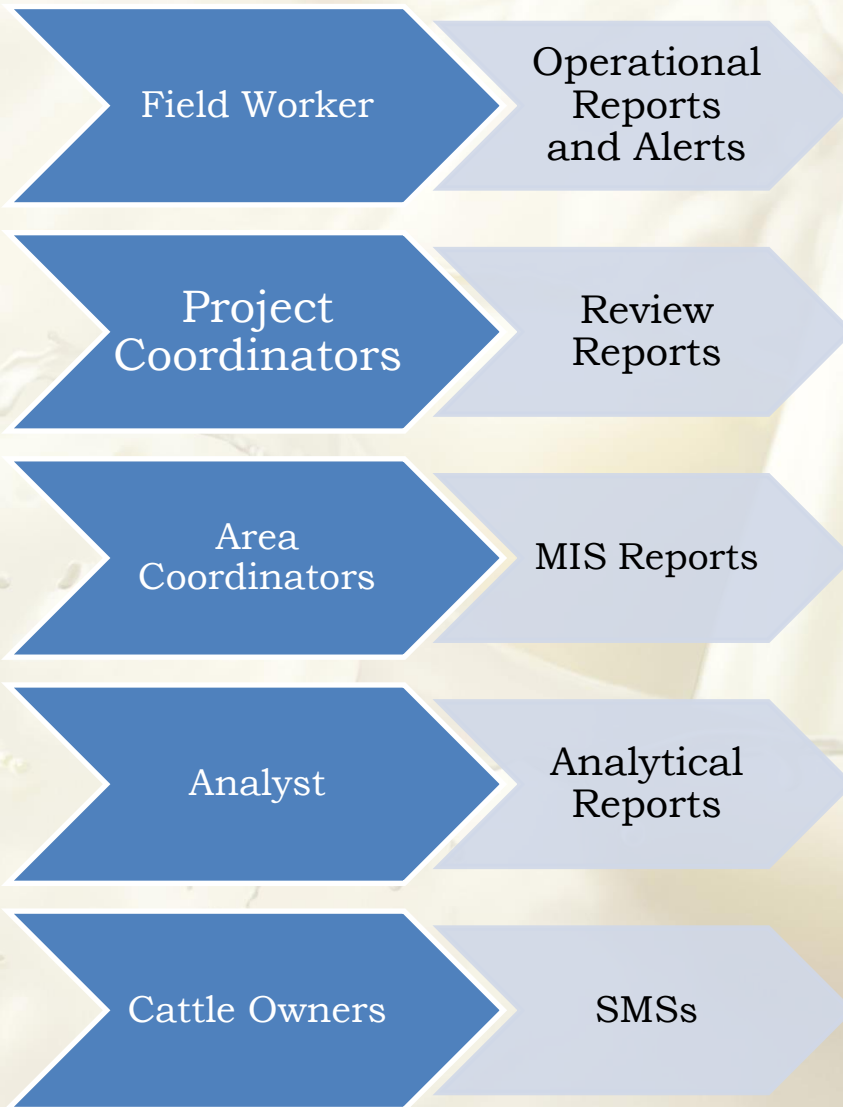 Field Worker
Operational
Reports
and Alerts
Project
Coordinators
Review
Reports
Area
Coordinators
MIS Reports
Analyst
Analytical
Reports
Cattle Owners
SMSs